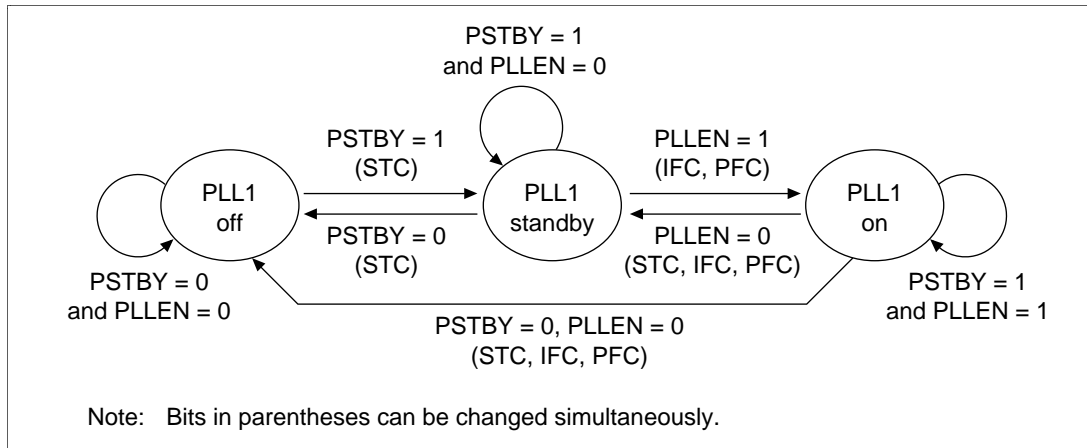 PSTBY = 1
and PLLEN = 0
PSTBY = 1
(STC)
PLLEN = 1
(IFC, PFC)
PLL1
off
PLL1
standby
PLL1
on
PSTBY = 0
(STC)
PLLEN = 0
(STC, IFC, PFC)
PSTBY = 0
and PLLEN = 0
PSTBY = 1
and PLLEN = 1
PSTBY = 0, PLLEN = 0
(STC, IFC, PFC)
Note: Bits in parentheses can be changed simultaneously.